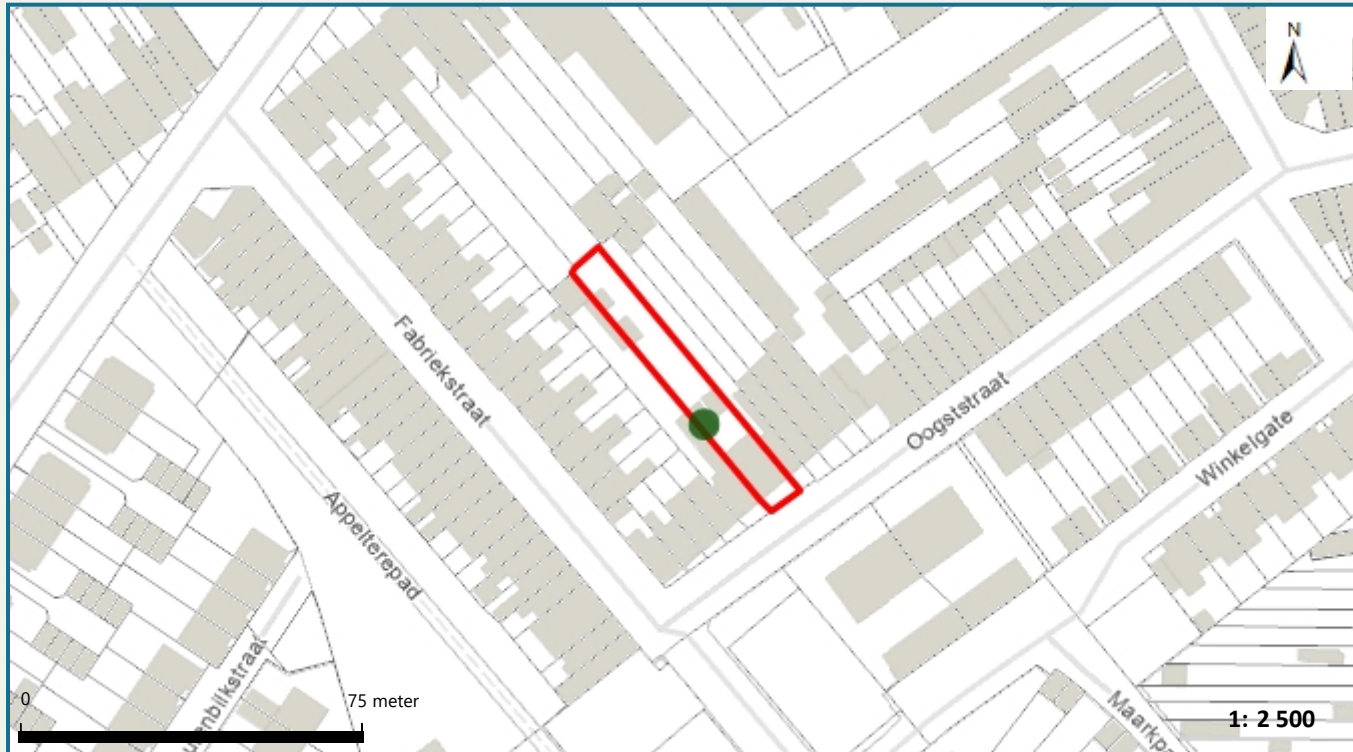 N
Fabriekstraat
Oogststraat
Winkelgate
Appelterepad
0
75 meter
1: 2 500